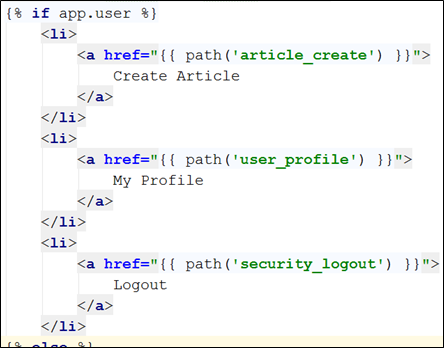 {% if app.user %}
<li>
<a href="{{ path('article_create') }}">
Create Article
</a>
</li>
<li>
<a href="{{ path('user_profile') }}">
My Profile
</a>
</li>
<li>
<a href="{{ path('security_logout') }}">
Logout
</a>
</li>
{% else %}